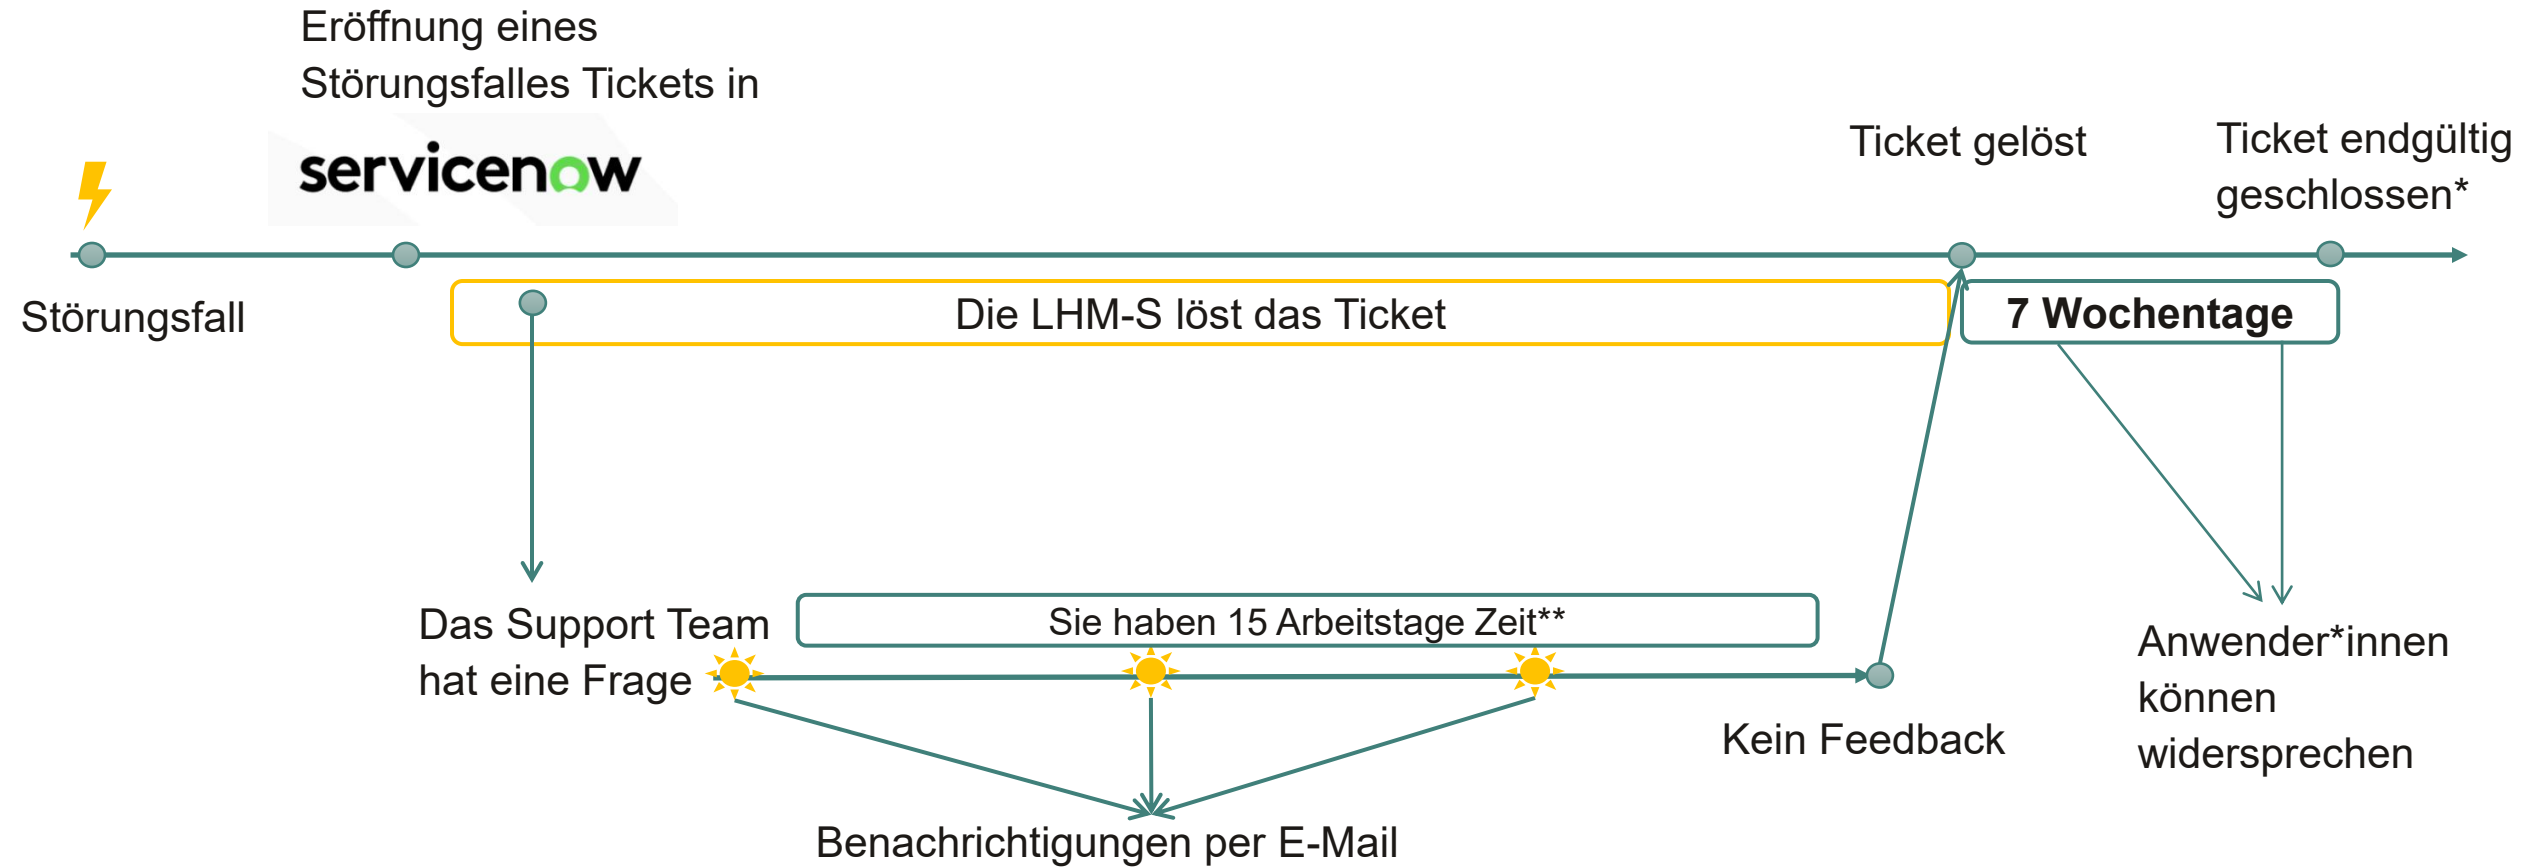 Eröffnung eines
Störungsfalles Tickets in
servicenow
Ticket gelöst
Ticket endgültig
geschlossen*
Störungsfall
Die LHM-S löst das Ticket
7 Wochentage
Das Support Team
hat eine Frage
Sie haben 15 Arbeitstage Zeit**
Kein Feedback
Anwender*innen
können
widersprechen
Benachrichtigungen per E-Mail